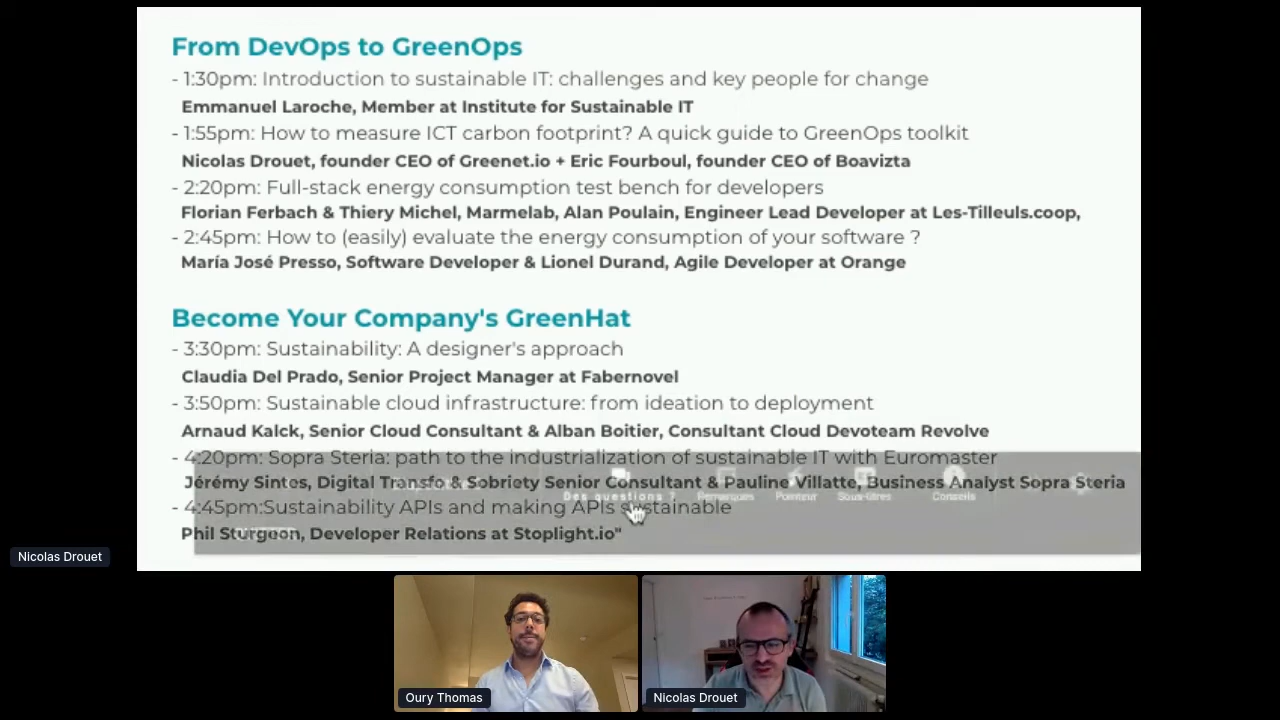 From DevOps to GreenOps
- 1:30pm: Introduction to sustainable IT: challenges and key people for change
Emmanuel Laroche, Member at Institute for Sustainable IT
- 1:55pm: How to measure ICT carbon footprint? A quick guide to GreenOps toolkit
Nicolas Drouet, founder CEO of Greenet.io + Eric Fourboul, founder CEO of Boavizta
- 2:20pm: Full-stack energy consumption test bench for developers
Florian Ferbach & Thiery Michel, Marmelab, Alan Poulain, Engineer Lead Developer at Les-Tilleuls.coop,
- 2:45pm: How to (easily) evaluate the energy consumption of your software ?
María José Presso, Software Developer & Lionel Durand, Agile Developer at Orange
Become Your Company's GreenHat
- 3:30pm: Sustainability: A designer's approach
Claudia Del Prado, Senior Project Manager at Fabernovel
- 3:50pm: Sustainable cloud infrastructure: from ideation to deployment
Arnaud Kalck, Senior Cloud Consultant & Alban Boitier, Consultant Cloud Devoteam Revolve
- 4:20pm: Sopra Steria: path to the industrialization of sustainable IT with Euromaster
Jérémy Sintes, Digital Transfo & Sobriety Senior Consultant & Pauline Villatte, Business Analyst Sopra Steria
Des questions ? Remarques Pointeur Sous-titres Conseils
- 4:45pm:Sustainability APIs and making APIs sustainable
Phil Sturgeon, Developer Relations at Stoplight.io"
Nicolas Drouet
Oury Thomas
Nicolas Drouet